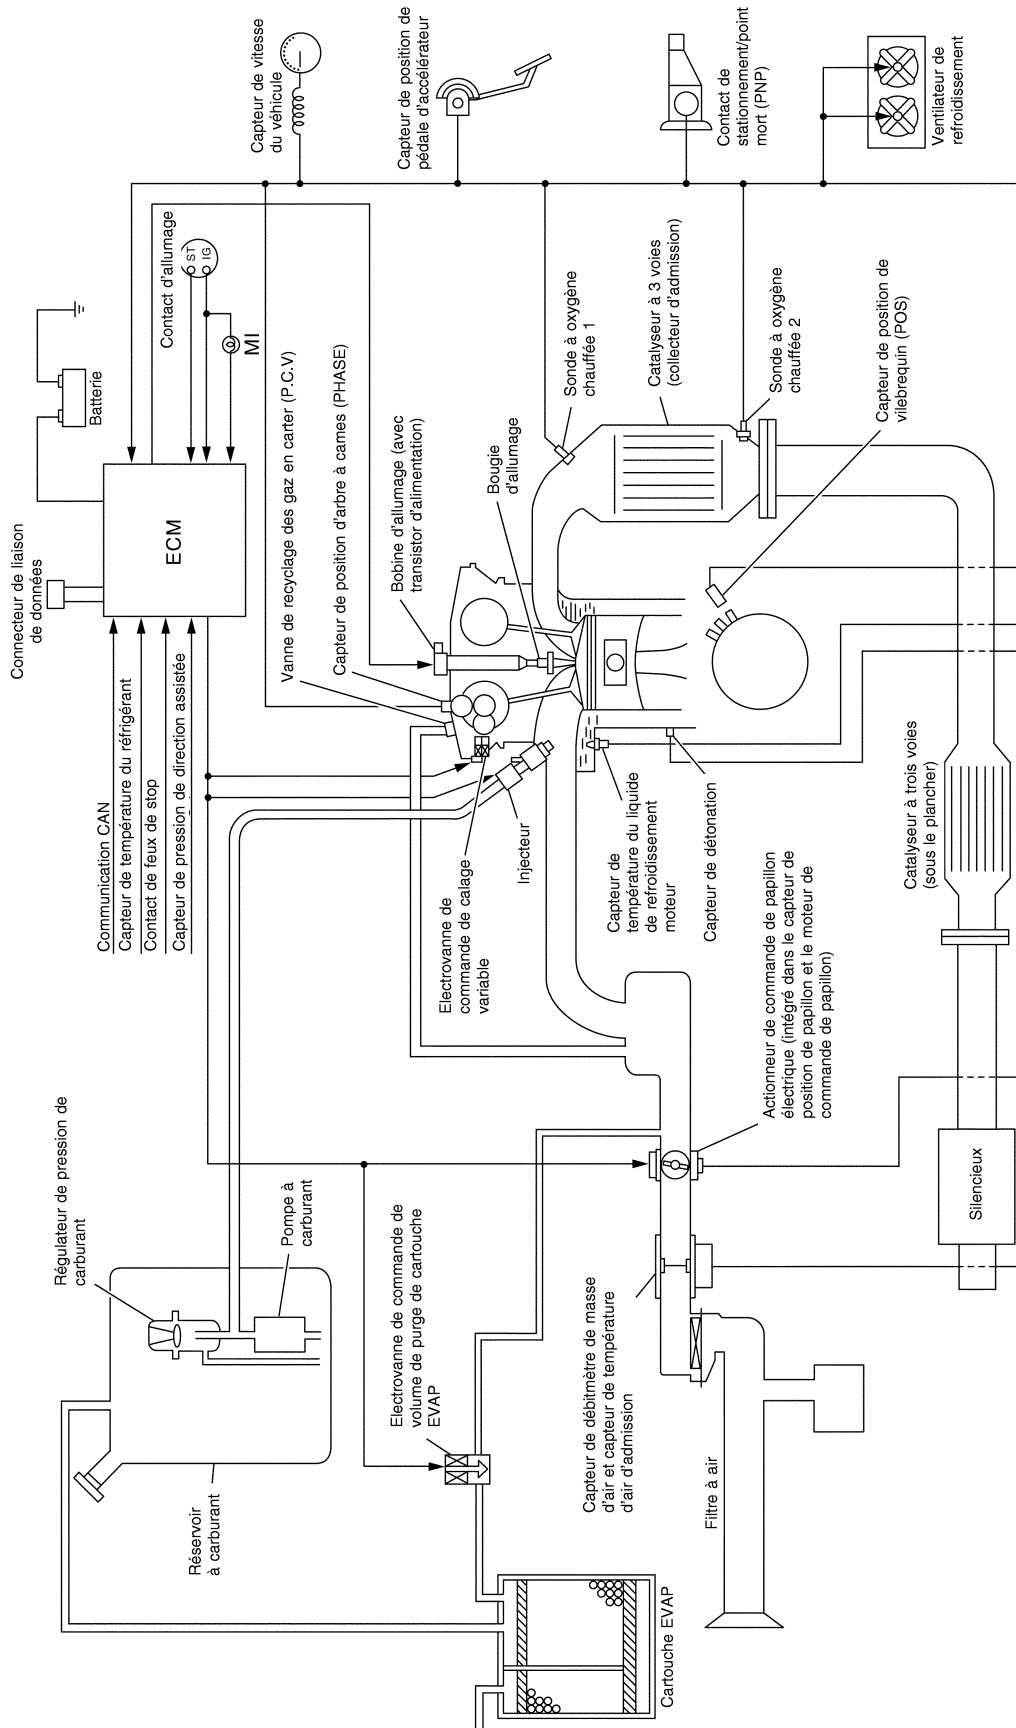 Connecteur de liaison
de données
Batterie
Contact d'allumage
ST
IG
MI
ECM
Capteur de vitesse
du véhicule
Capteur de position de
pédale d'accélérateur
Contact de
stationnement/point
mort (PNP)
Ventilateur de
refroidissement
Communication CAN
Capteur de température du réfrigérant
Contact de feux de stop
Capteur de pression de direction assistée
Vanne de recyclage des gaz en carter (P.C.V)
Capteur de position d'arbre à cames (PHASE)
Bobine d'allumage (avec
transistor d'alimentation)
Bougie
d'allumage
Sonde à oxygène
chauffée 1
Catalyseur à 3 voies
(collecteur d'admission)
Sonde à oxygène
chauffée 2
Capteur de position de
vilebrequin (POS)
Régulateur de pression de
carburant
Pompe à
carburant
Réservoir
à carburant
Electrovanne de commande de
volume de purge de cartouche
EVAP
Cartouche EVAP
Electrovanne de
commande de calage
variable
Injecteur
Capteur de
température du liquide
de refroidissement
moteur
Capteur de détonation
Actionneur de commande de papillon
électrique (intégré dans le capteur de
position de papillon et le moteur de
commande de papillon)
Catalyseur à trois voies
(sous le plancher)
Silencieux
Capteur de débitmètre de masse
d'air et capteur de température
d'air d'admission
Filtre à air